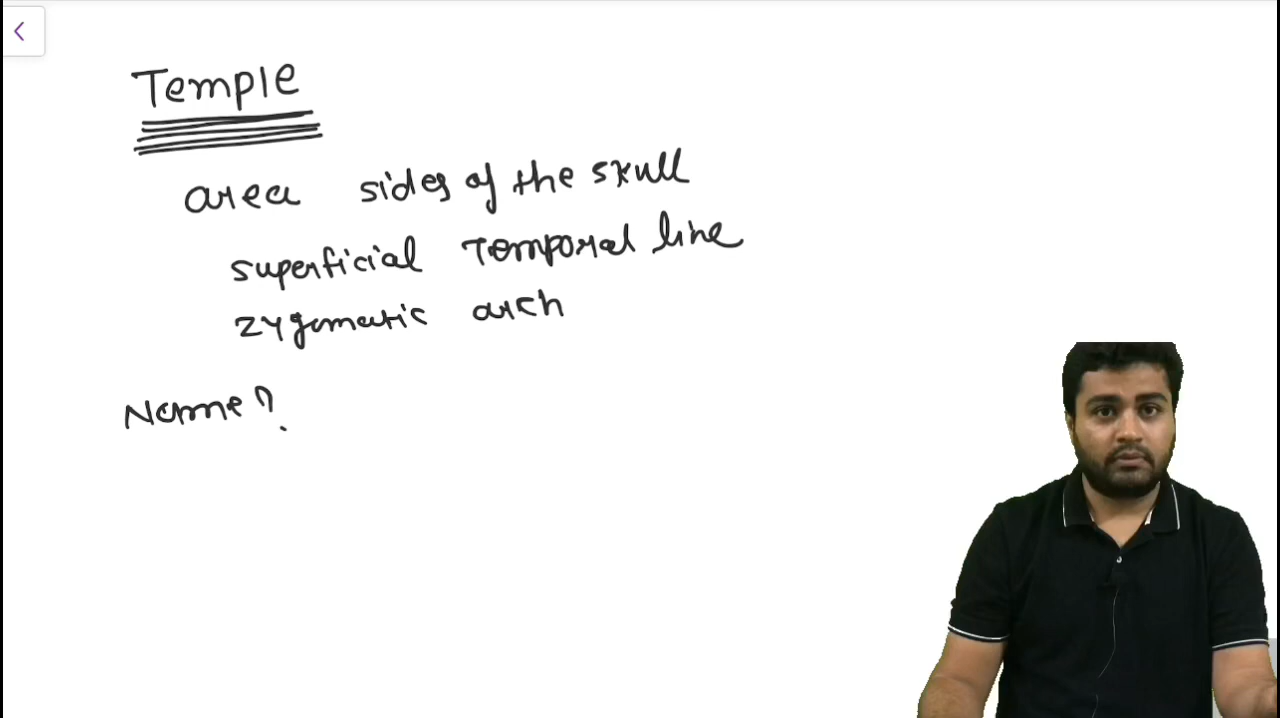 Temple
area sides of the skull
superficial Temporal line
zygomatic arch
Name?